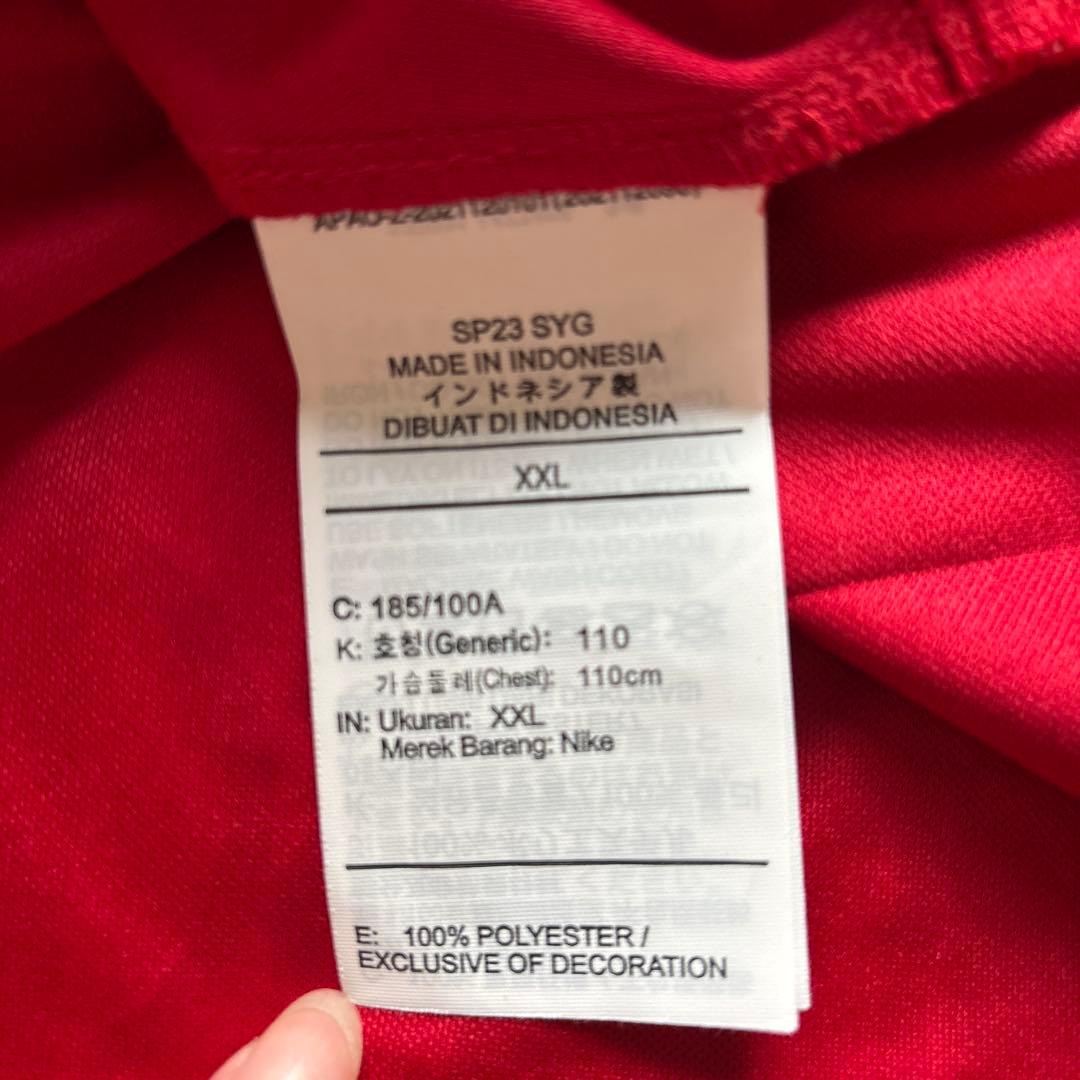 SP23 SYG
MADE IN INDONESIA
インドネシア製
DIBUAT DI INDONESIA
XXL
C: 185/100A
K: 호칭(Generic): 110
가슴둘레(Chest): 110cm
IN: Ukuran: XXL
Merek Barang: Nike
E: 100% POLYESTER /
EXCLUSIVE OF DECORATION